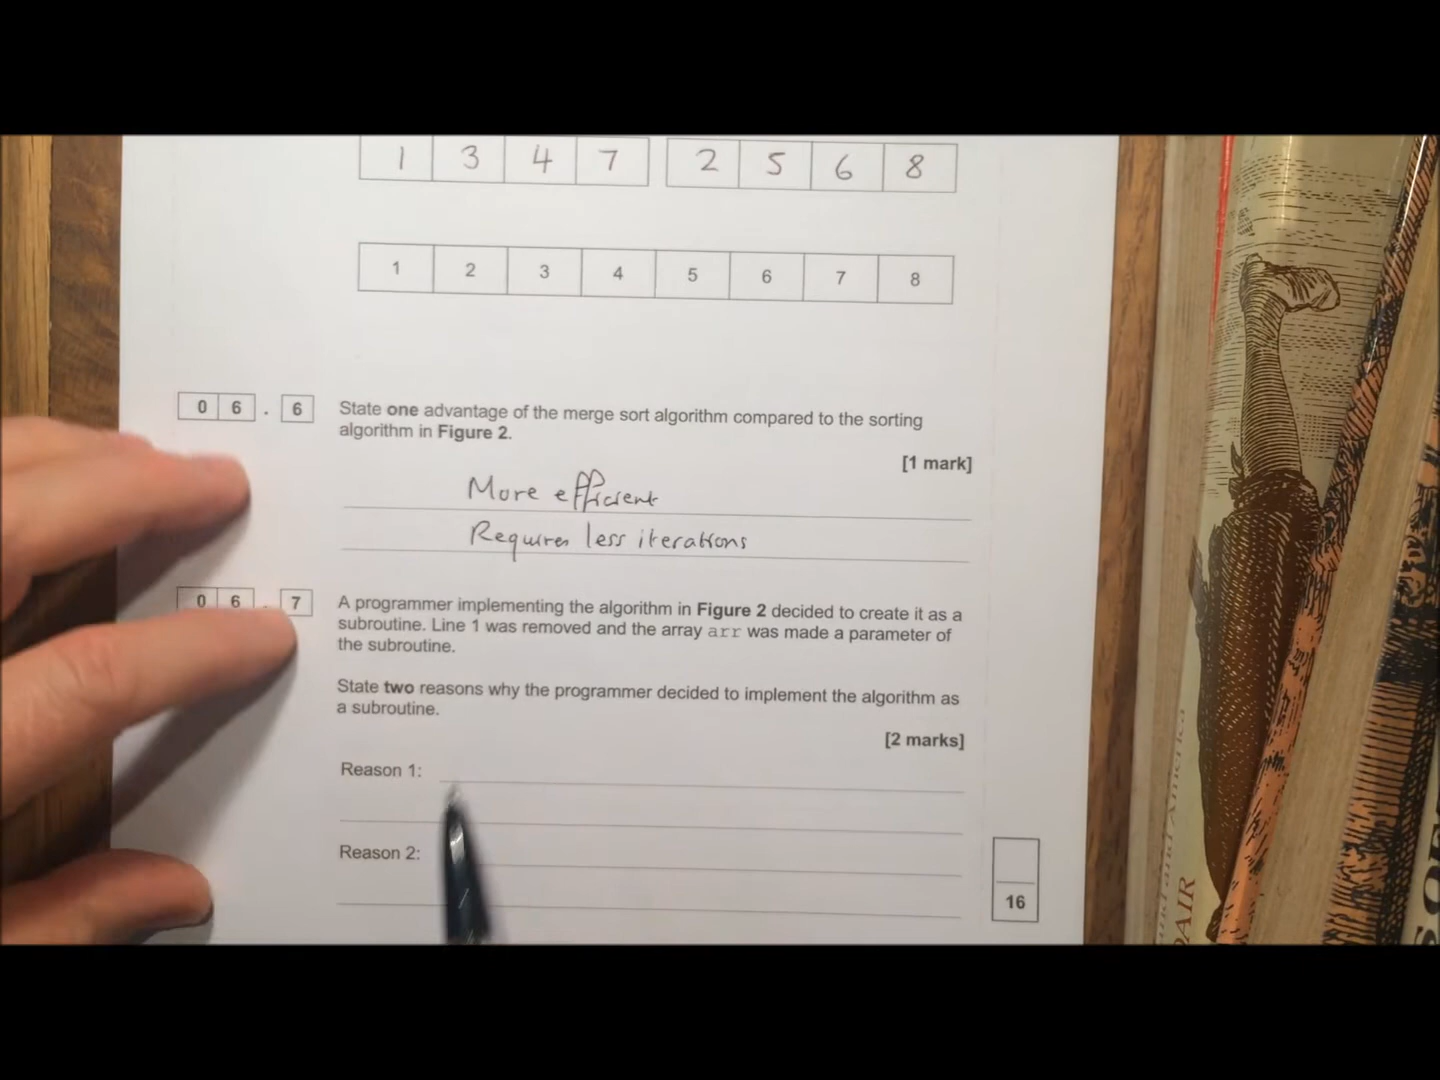 1 3 4 7 2 5 6 8
1 2 3 4 5 6 7 8
0 6 . 6 State one advantage of the merge sort algorithm compared to the sorting
algorithm in Figure 2.
[1 mark]
More efficient
Requires less iterations
0 6 . 7 A programmer implementing the algorithm in Figure 2 decided to create it as a
subroutine. Line 1 was removed and the array arr was made a parameter of
the subroutine.
State two reasons why the programmer decided to implement the algorithm as
a subroutine.
[2 marks]
Reason 1:
Reason 2:
16
DAIR